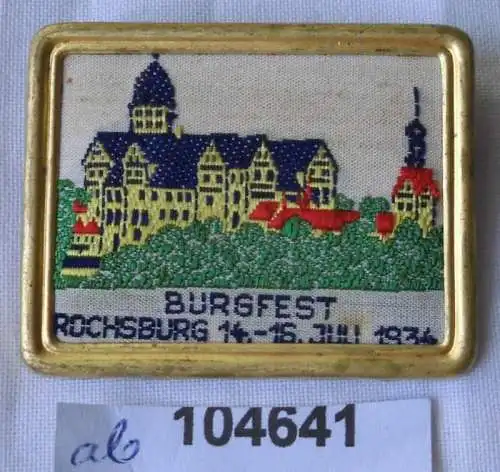 BURGFEST
ROCHSBURG 14.-16. JULI 1934
104641
ab